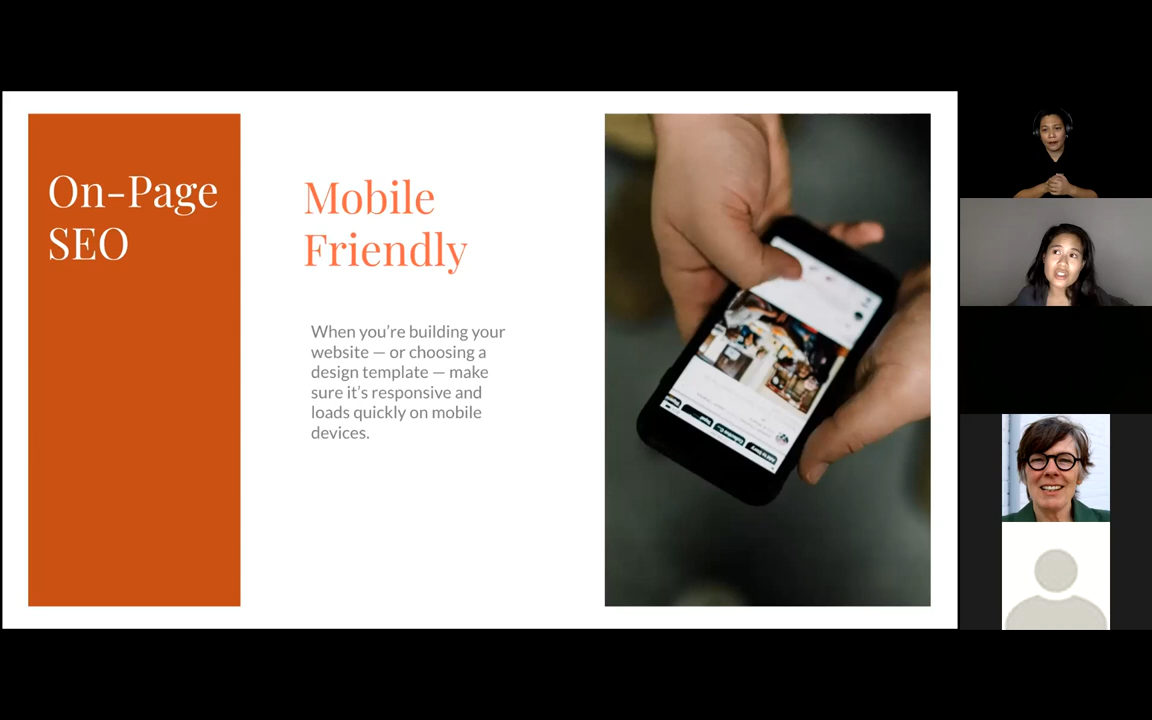 On-Page
SEO
Mobile
Friendly
When you’re building your
website — or choosing a
design template — make
sure it’s responsive and
loads quickly on mobile
devices.